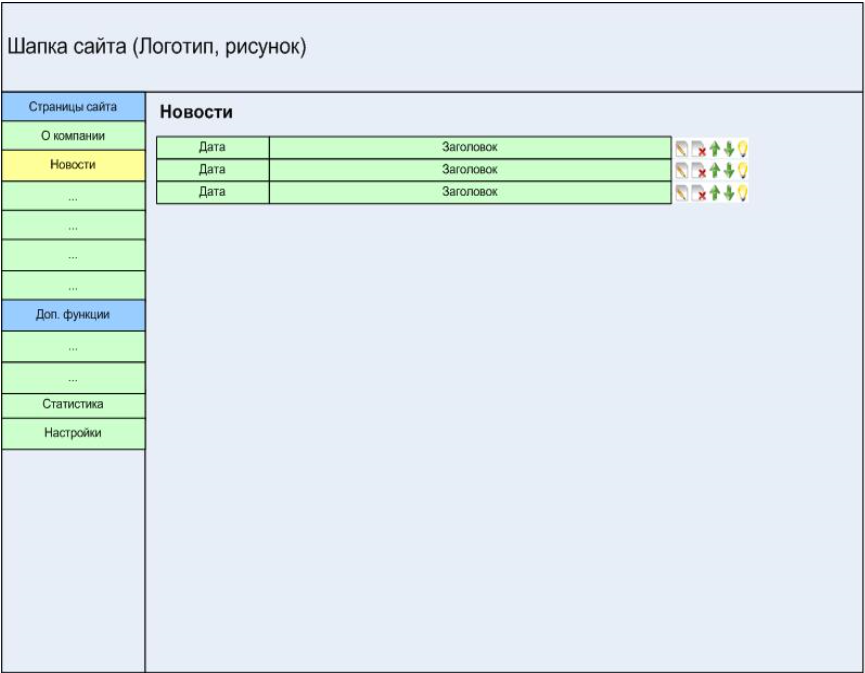 Шапка сайта (Логотип, рисунок)
Страницы сайта
О компании
Новости
...
...
...
...
Доп. функции
...
...
Статистика
Настройки
Новости
Дата Заголовок
Дата Заголовок
Дата Заголовок